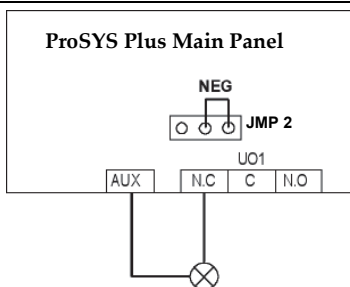 ProSYS Plus Main Panel
NEG
JMP 2
UO1
AUX N.C C N.O